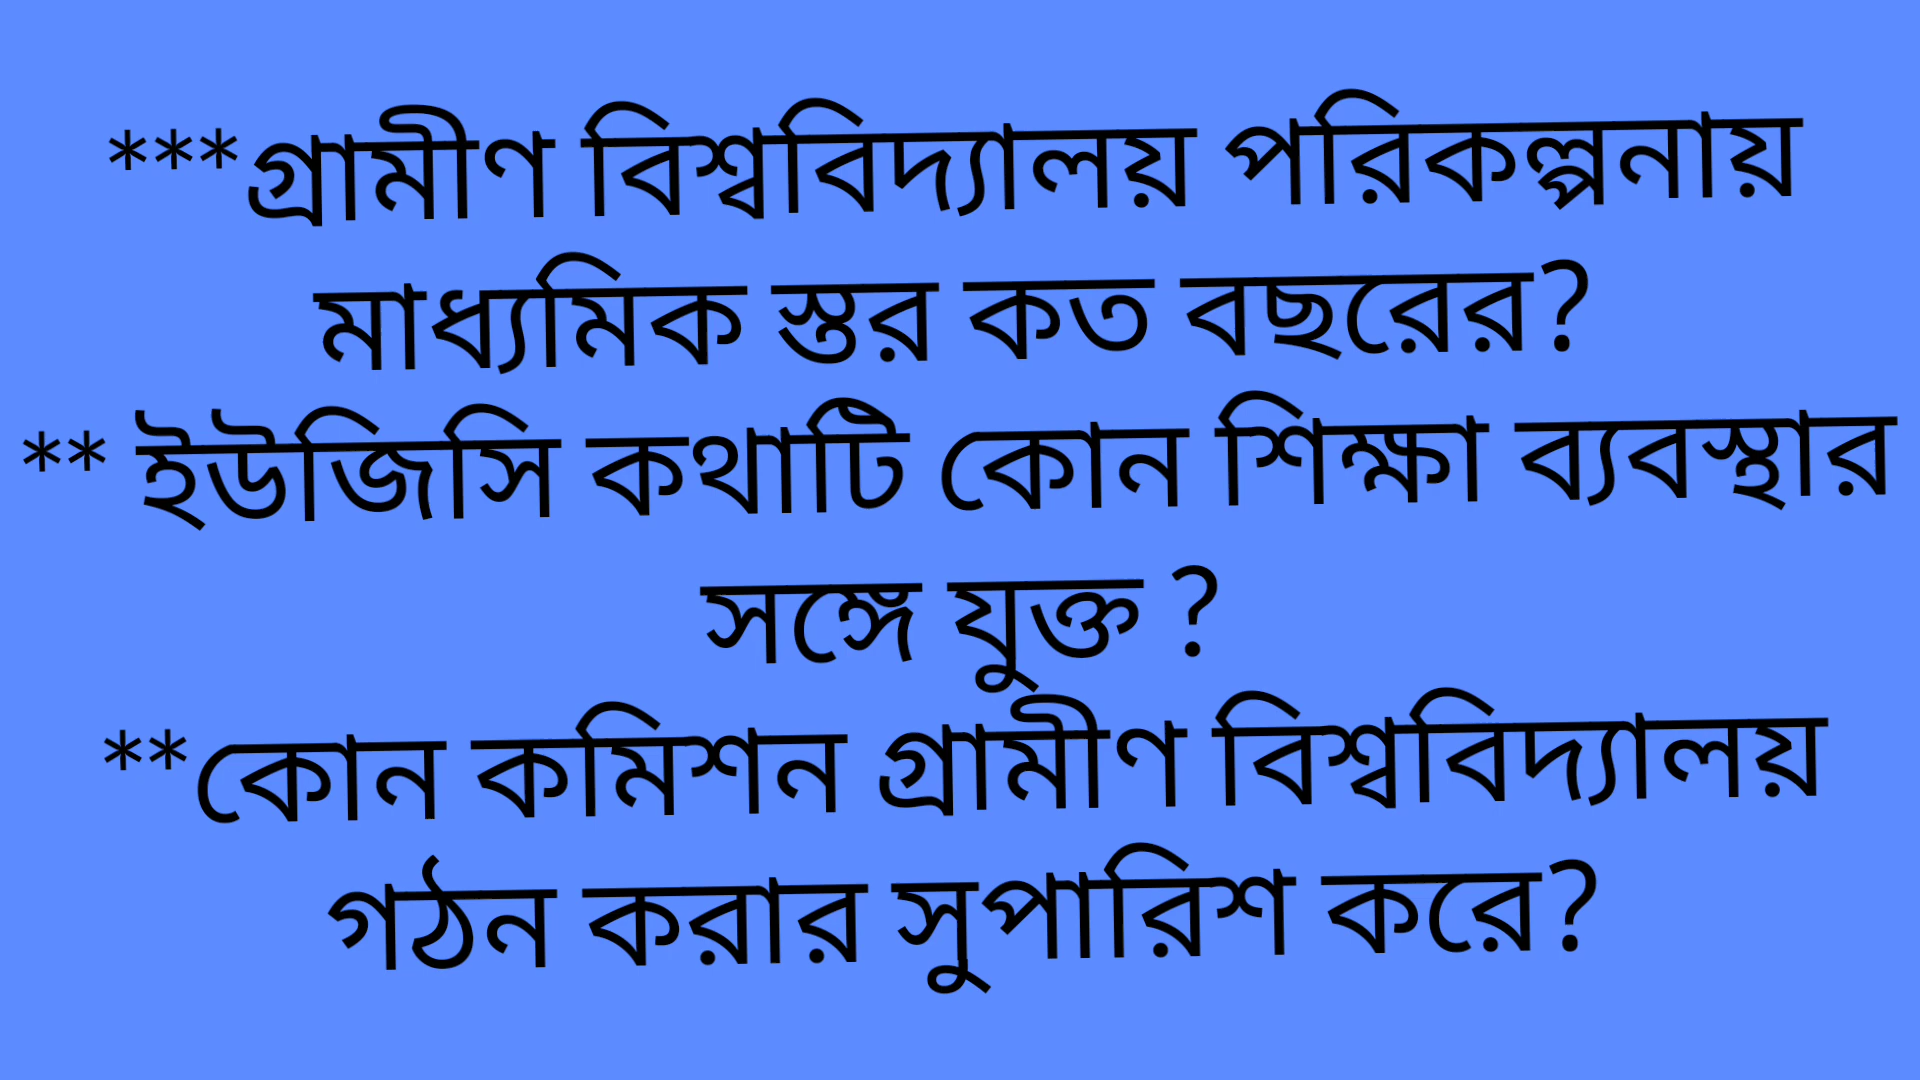 ***গ্রামীণ বিশ্ববিদ্যালয় পরিকল্পনায়
মাধ্যমিক স্তর কত বছরের?
** ইউজিসি কথাটি কোন শিক্ষা ব্যবস্থার
সঙ্গে যুক্ত ?
**কোন কমিশন গ্রামীণ বিশ্ববিদ্যালয়
গঠন করার সুপারিশ করে?